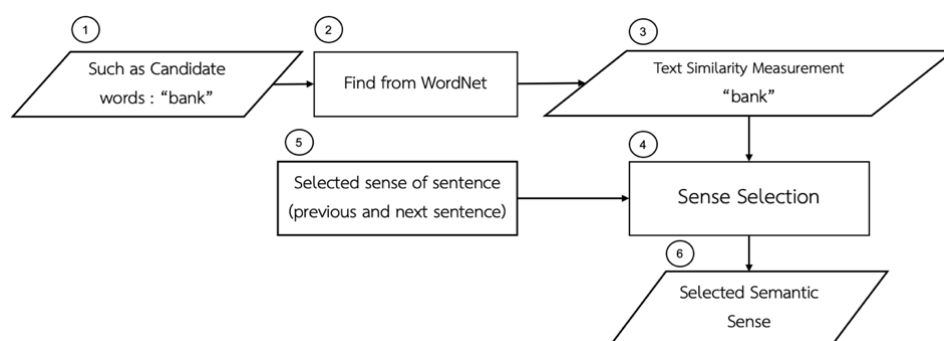 1
Such as Candidate
words : “bank”
2
Find from WordNet
3
Text Similarity Measurement
“bank”
5
Selected sense of sentence
(previous and next sentence)
4
Sense Selection
6
Selected Semantic
Sense